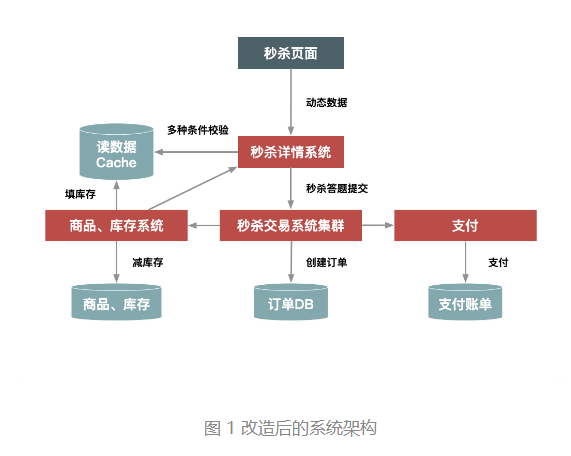 秒杀页面
动态数据
多种条件校验
读数据
Cache
秒杀详情系统
填库存
秒杀答题提交
商品、库存系统
秒杀交易系统集群
支付
减库存
创建订单
支付
商品、库存
订单DB
支付账单
图 1 改造后的系统架构